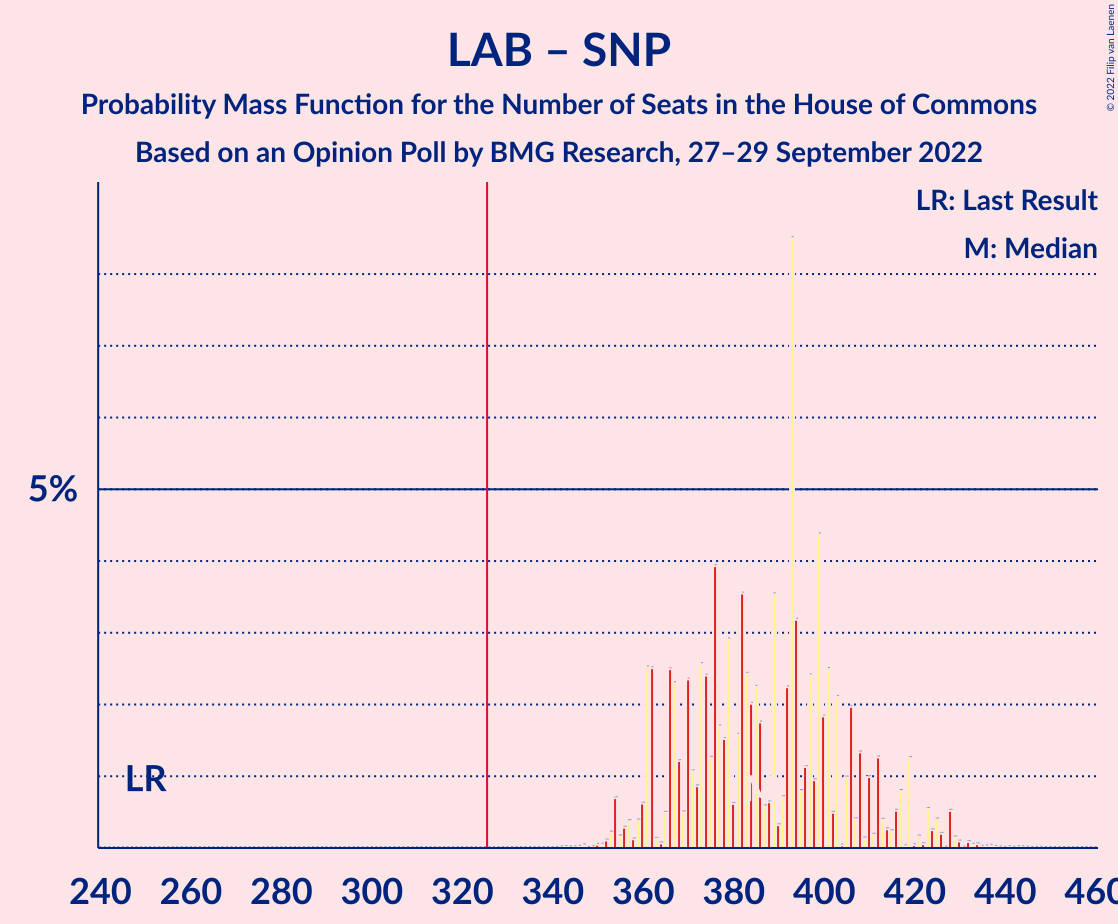 LAB – SNP
Probability Mass Function for the Number of Seats in the House of Commons
Based on an Opinion Poll by BMG Research, 27–29 September 2022
© 2022 Filip van Laenen
LR: Last Result
M: Median
5%
LR
240 260 280 300 320 340 360 380 400 420 440 460